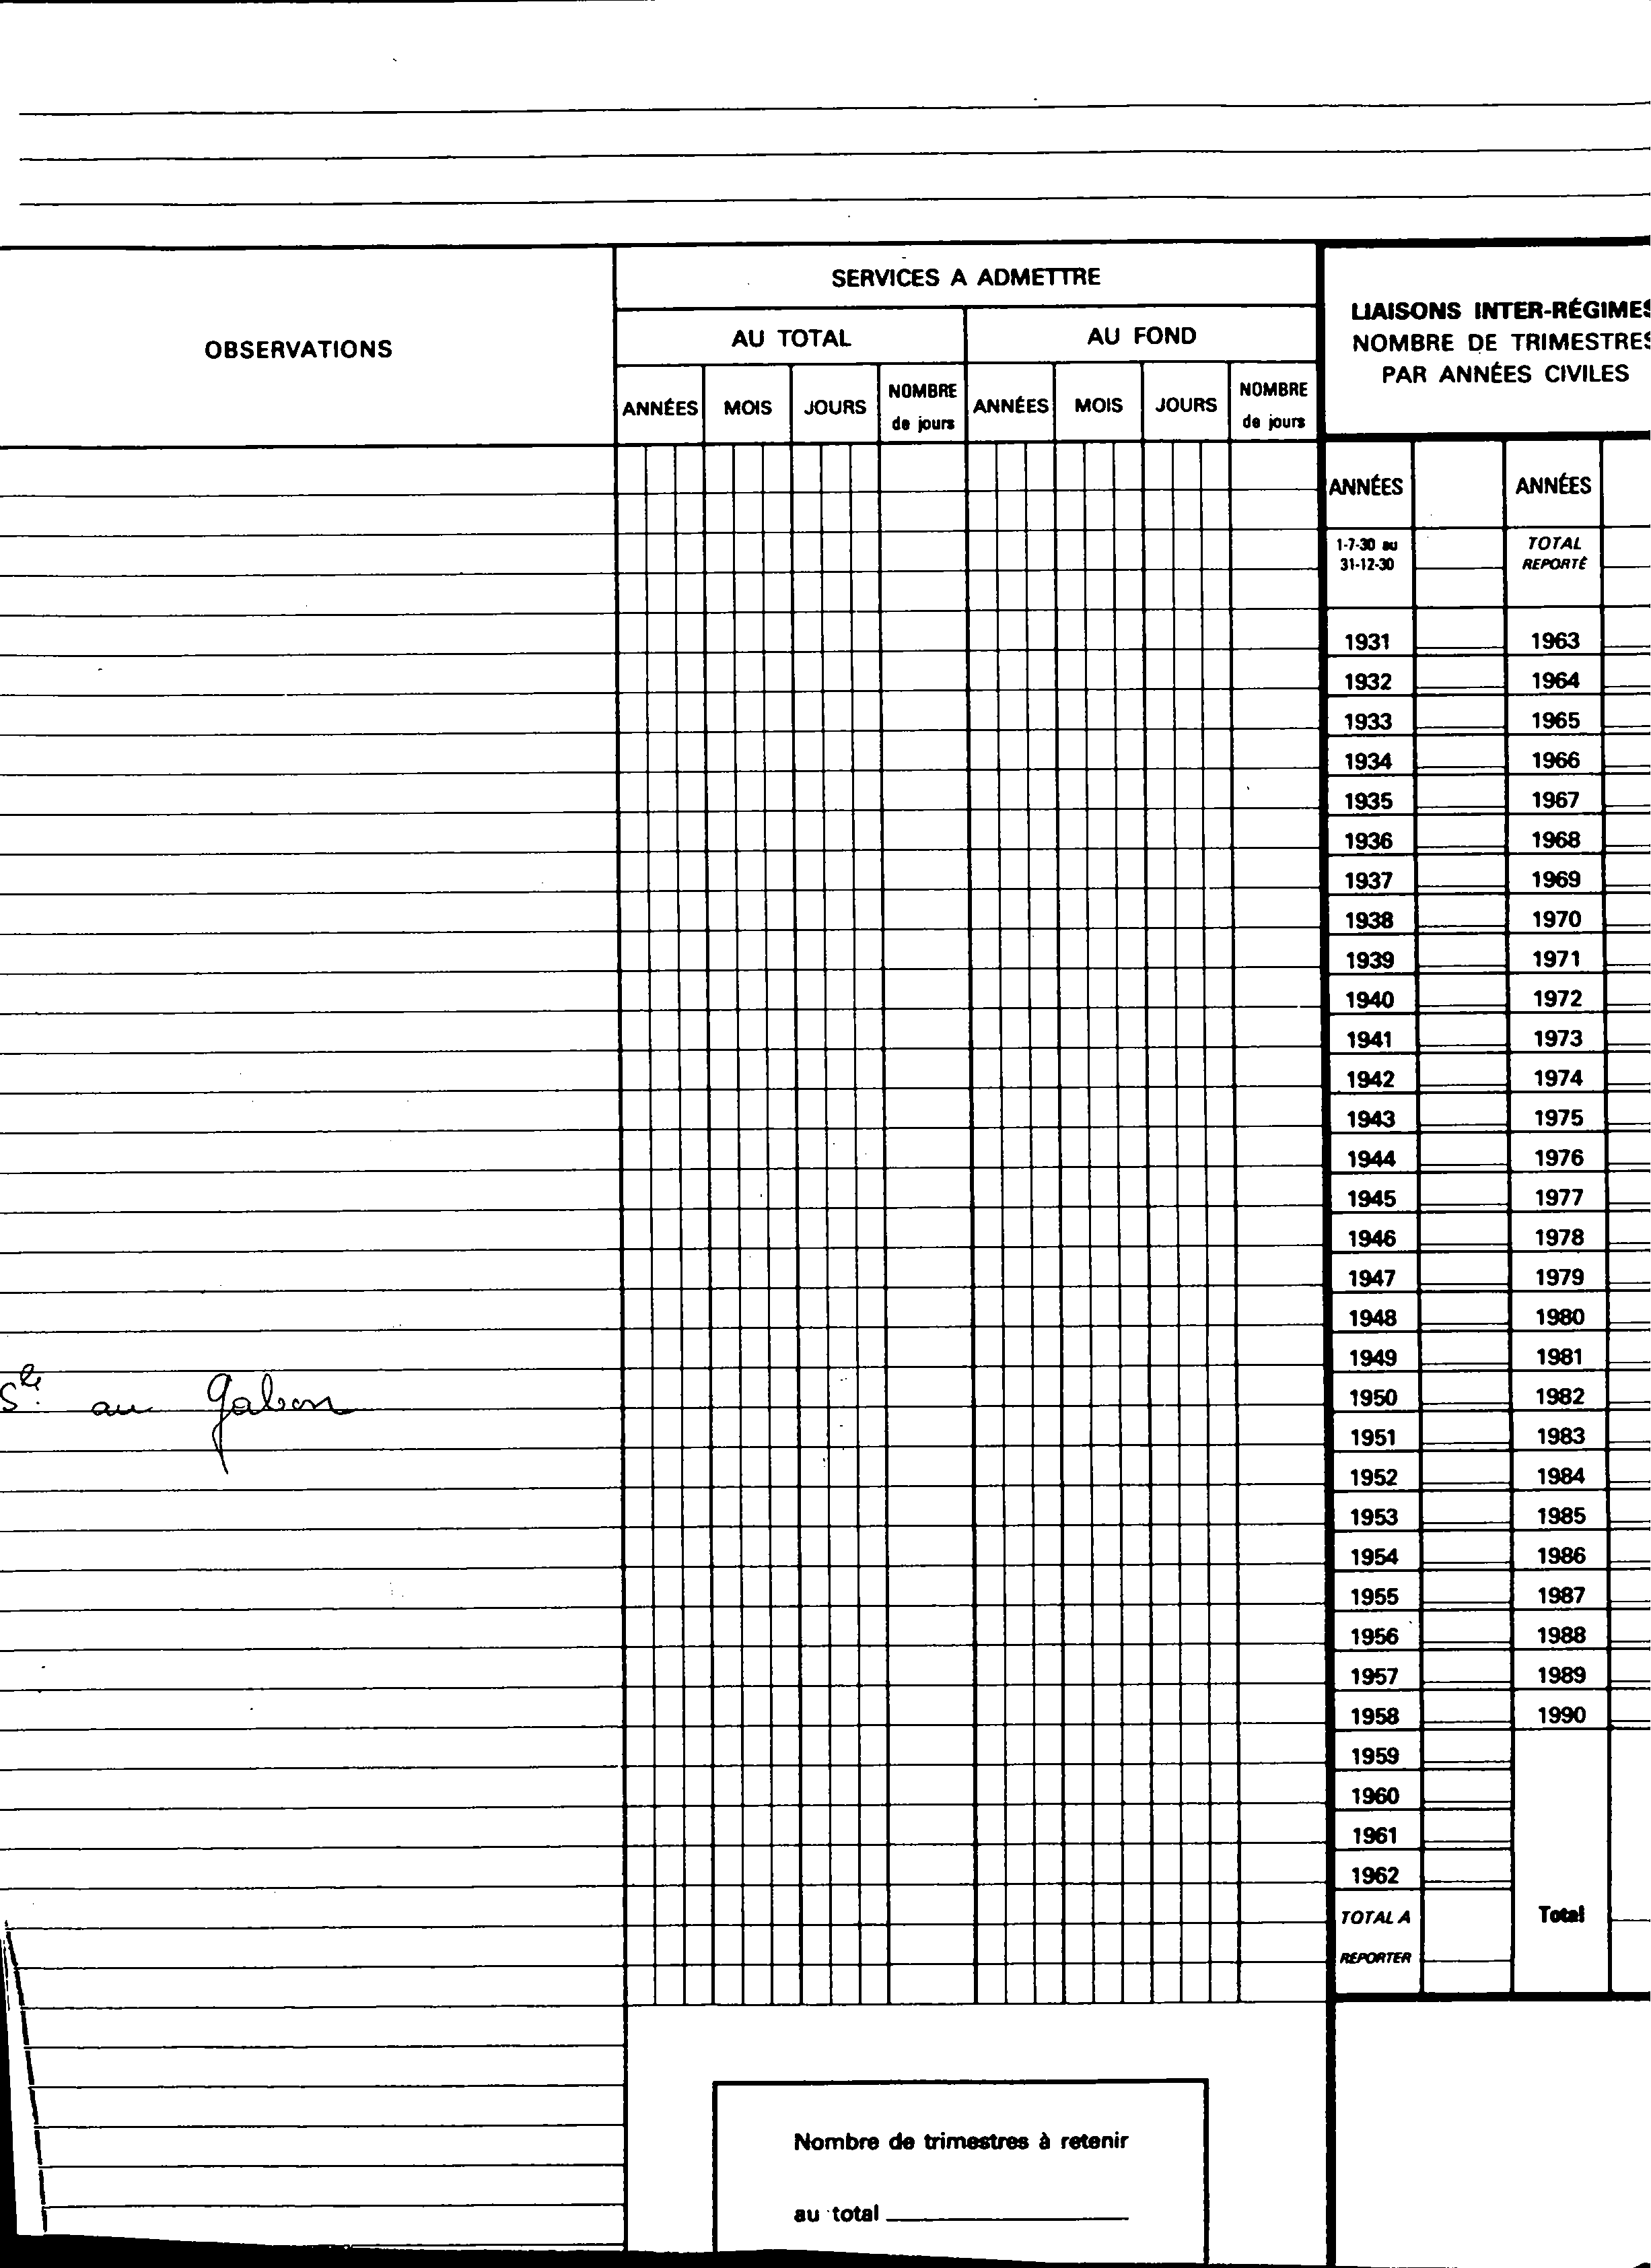 OBSERVATIONS
SERVICES A ADMETTRE
AU TOTAL AU FOND
ANNÉES MOIS JOURS NOMBRE de jours ANNÉES MOIS JOURS NOMBRE de jours
LIAISONS INTER-RÉGIMES
NOMBRE DE TRIMESTRES
PAR ANNÉES CIVILES
ANNÉES ANNÉES
1-7-30 au TOTAL
31-12-30 REPORTÉ
1931 1963
1932 1964
1933 1965
1934 1966
1935 1967
1936 1968
1937 1969
1938 1970
1939 1971
1940 1972
1941 1973
1942 1974
1943 1975
1944 1976
1945 1977
1946 1978
1947 1979
1948 1980
1949 1981
Sté au gabon
1950 1982
1951 1983
1952 1984
1953 1985
1954 1986
1955 1987
1956 1988
1957 1989
1958 1990
1959
1960
1961
1962
TOTAL A Total
REPORTER
Nombre de trimestres à retenir
au total